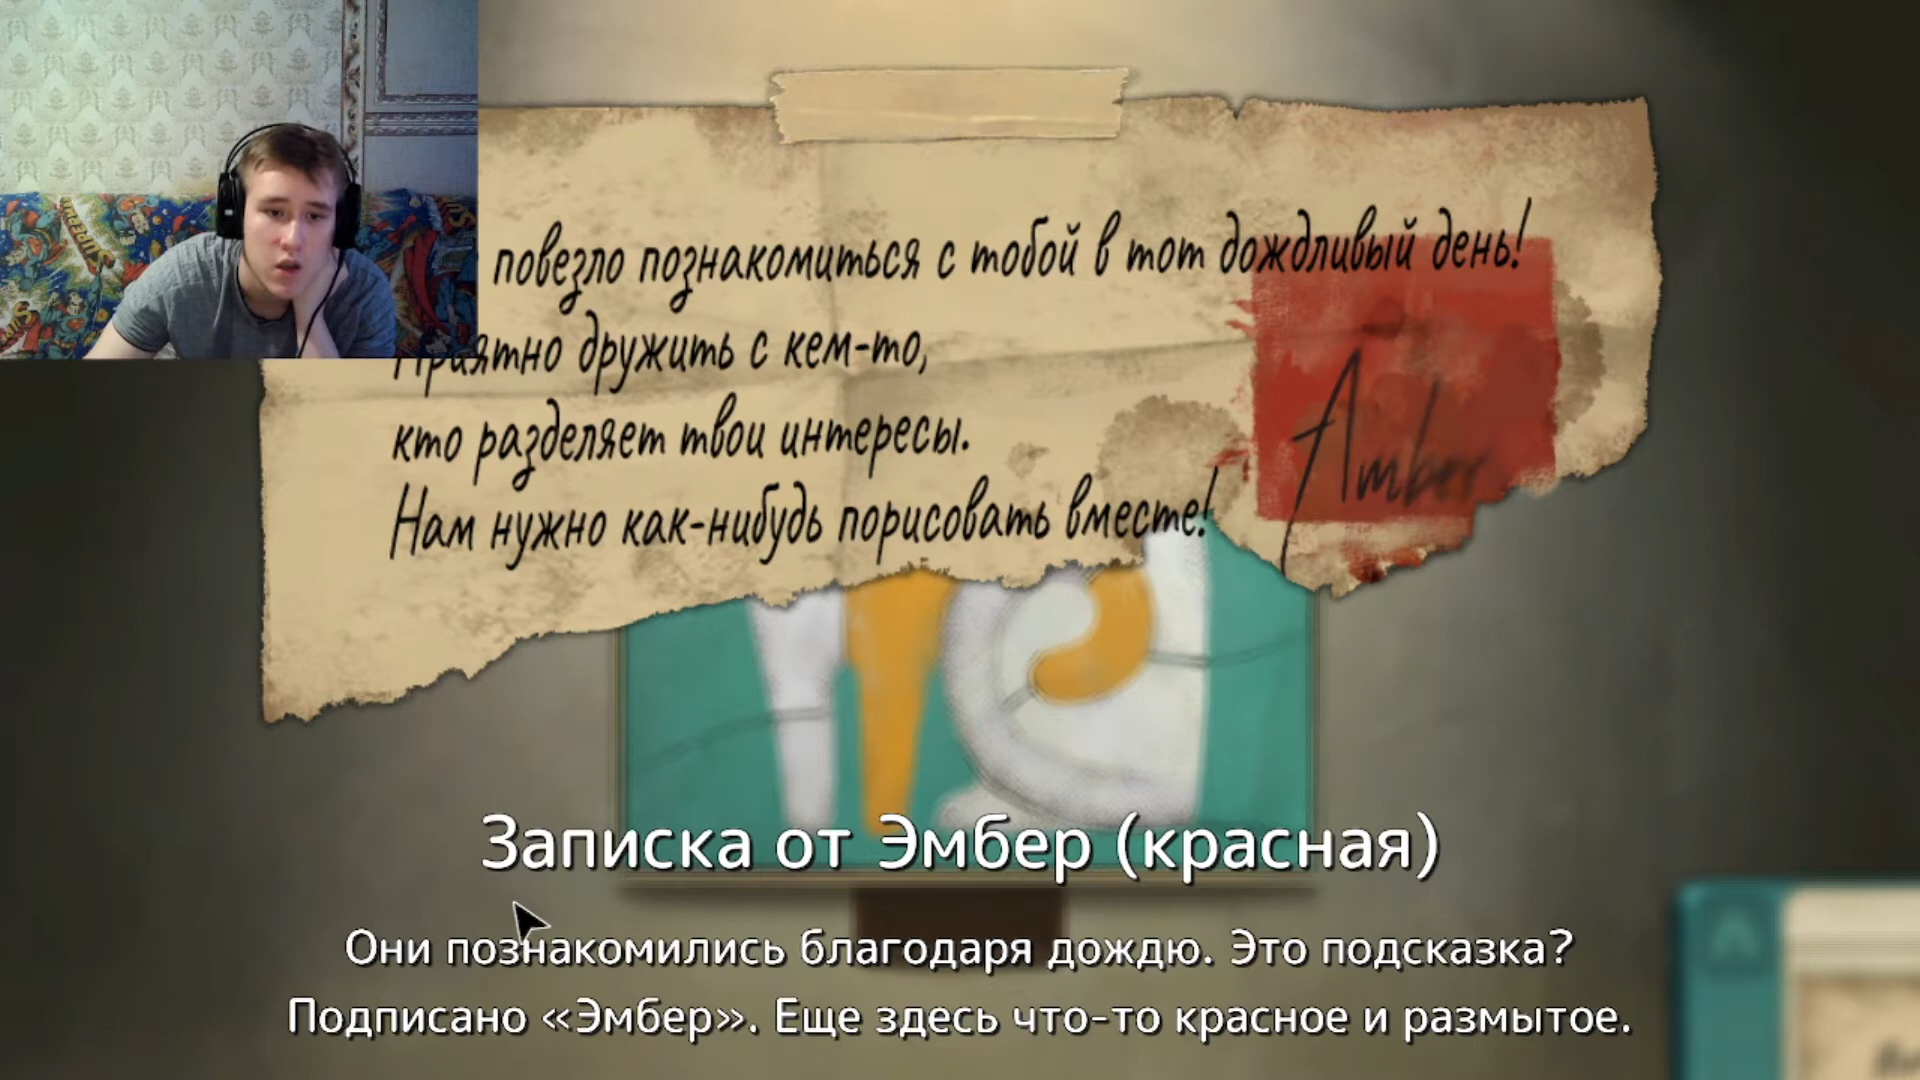 повезло познакомиться с тобой в тот дождливый день!
Приятно дружить с кем-то,
кто разделяет твои интересы.
Нам нужно как-нибудь порисовать вместе!
Amber
Записка от Эмбер (красная)
Они познакомились благодаря дождю. Это подсказка?
Подписано «Эмбер». Еще здесь что-то красное и размытое.